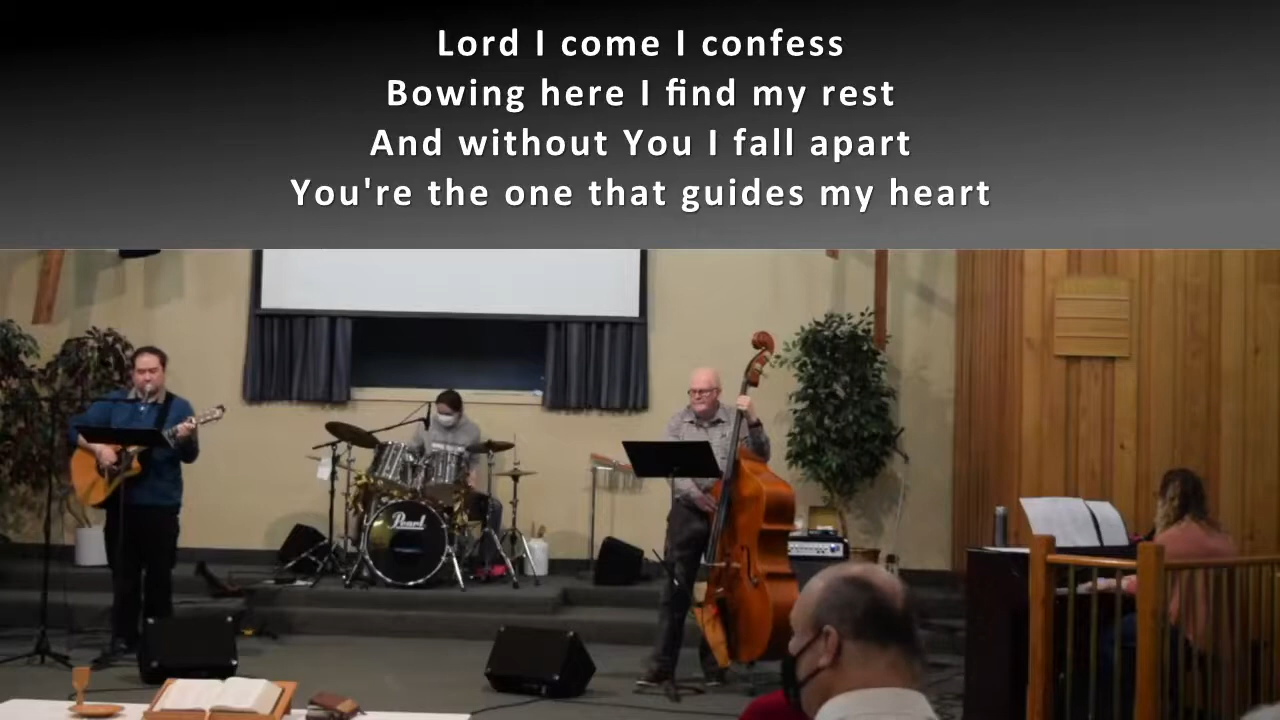 Lord I come I confess
Bowing here I find my rest
And without You I fall apart
You're the one that guides my heart
Pearl